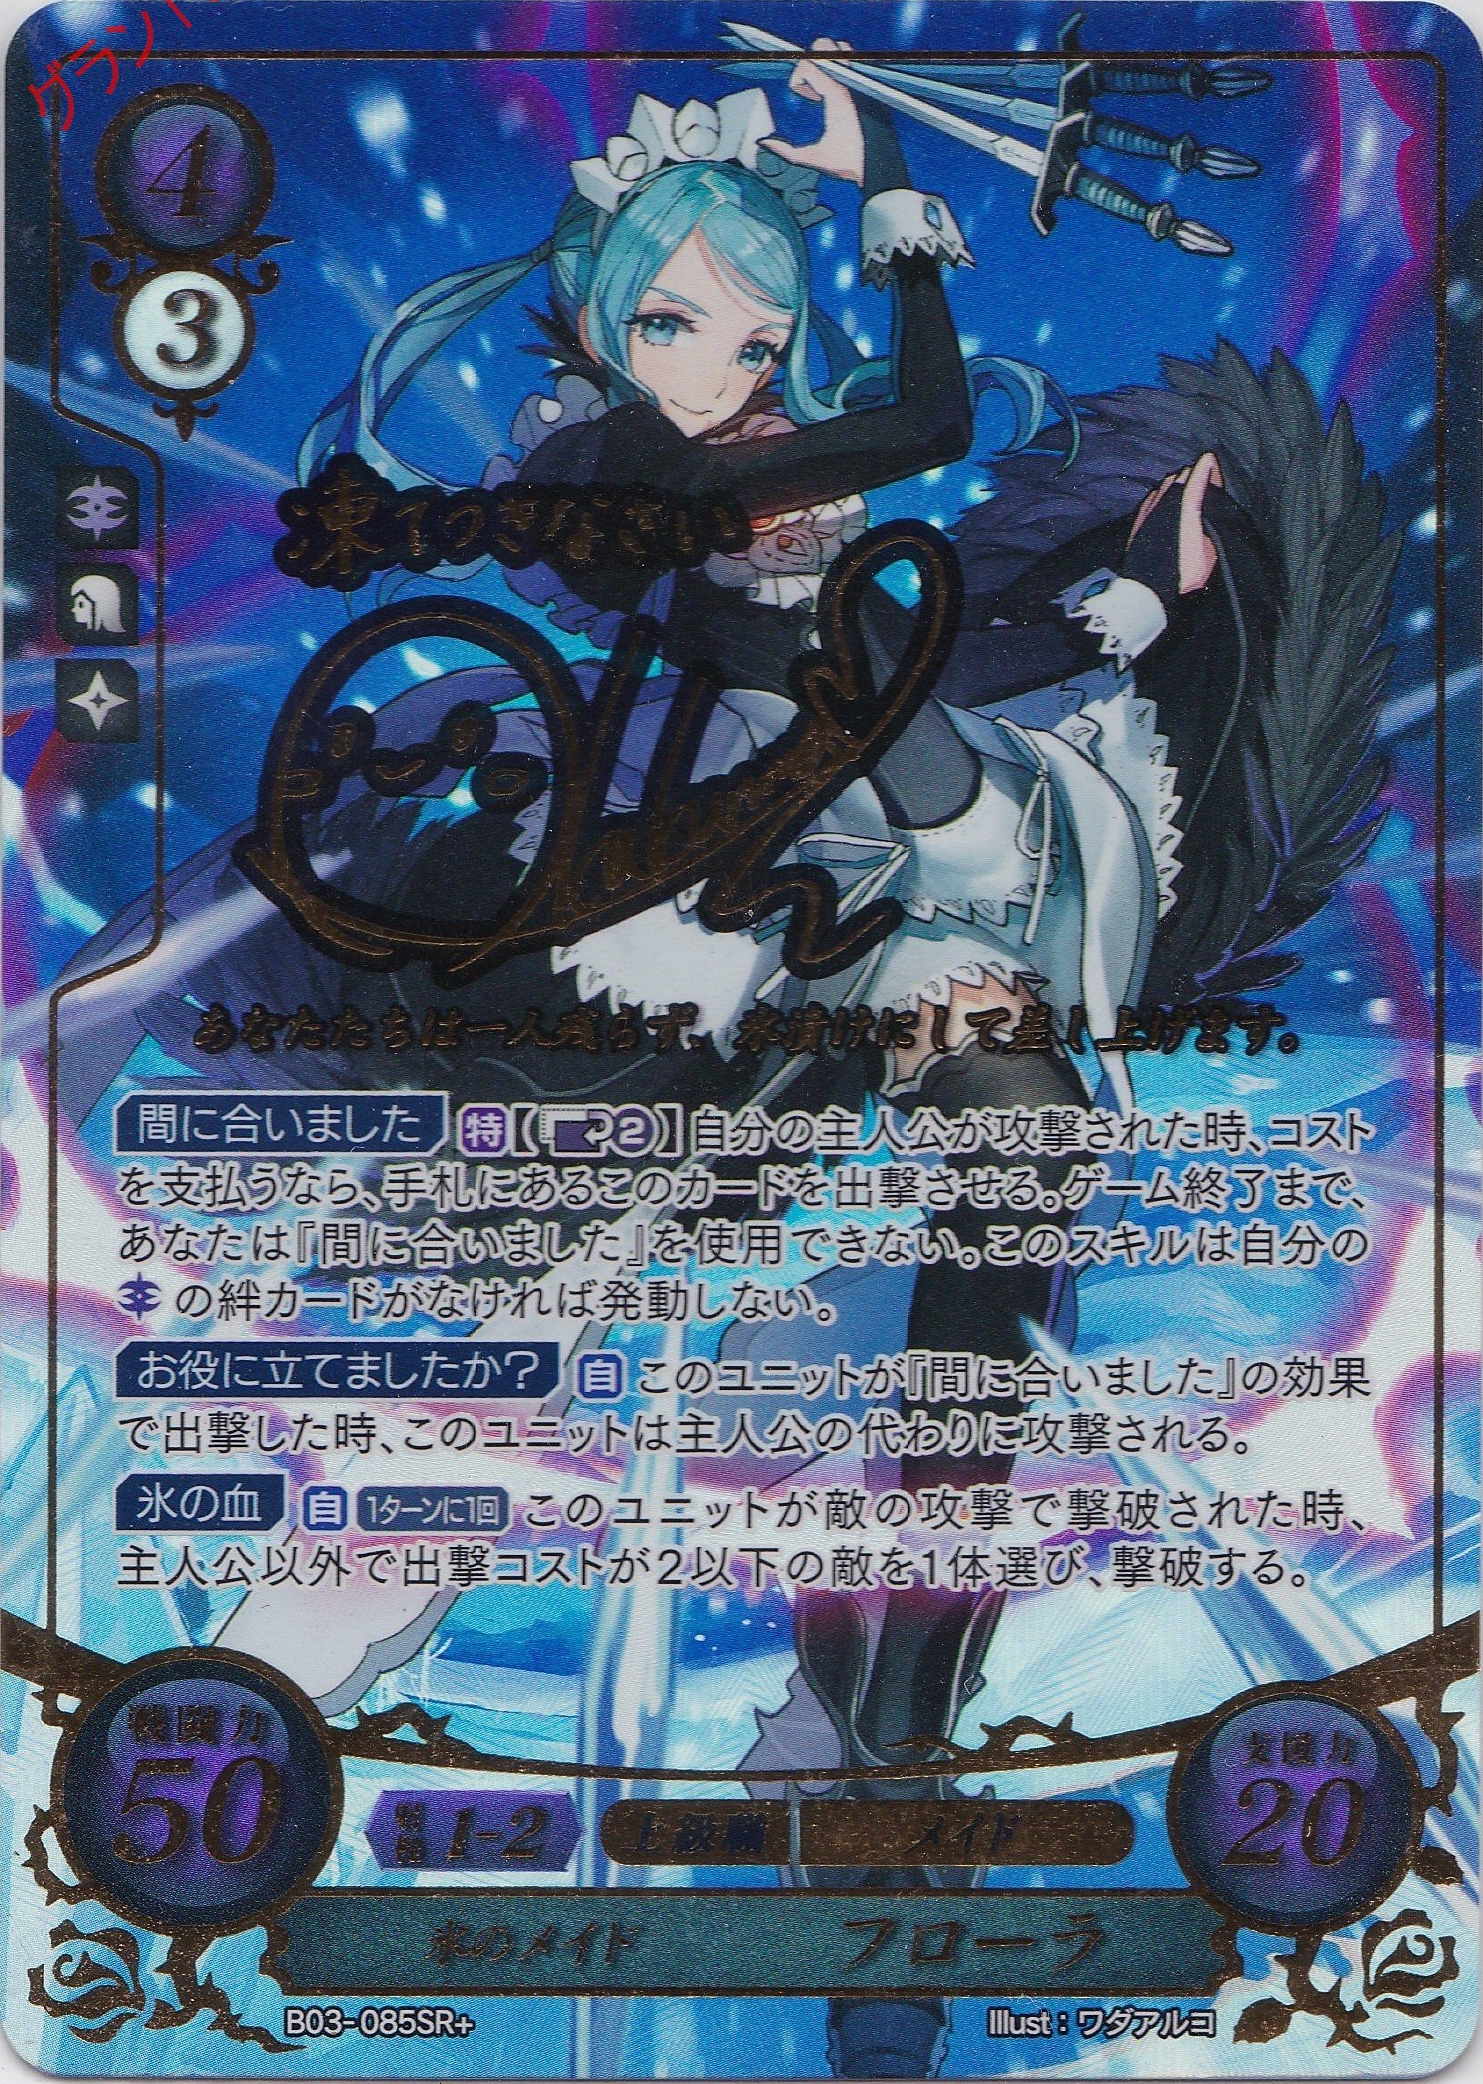 グラント
4
3
凍てつきなさい
あなたたちは一人残らず、氷漬けにして差し上げます。
間に合いました 特【2】自分の主人公が攻撃された時、コスト
を支払うなら、手札にあるこのカードを出撃させる。ゲーム終了まで、
あなたは『間に合いました』を使用できない。このスキルは自分の
の絆カードがなければ発動しない。
お役に立てましたか？ 自 このユニットが『間に合いました』の効果
で出撃した時、このユニットは主人公の代わりに攻撃される。
氷の血 自 1ターンに1回 このユニットが敵の攻撃で撃破された時、
主人公以外で出撃コストが2以下の敵を1体選び、撃破する。
戦闘力 50
射程 1-2 上級職 メイド
支援力 20
氷のメイド フローラ
B03-085SR+ Illust：ワダアルコ